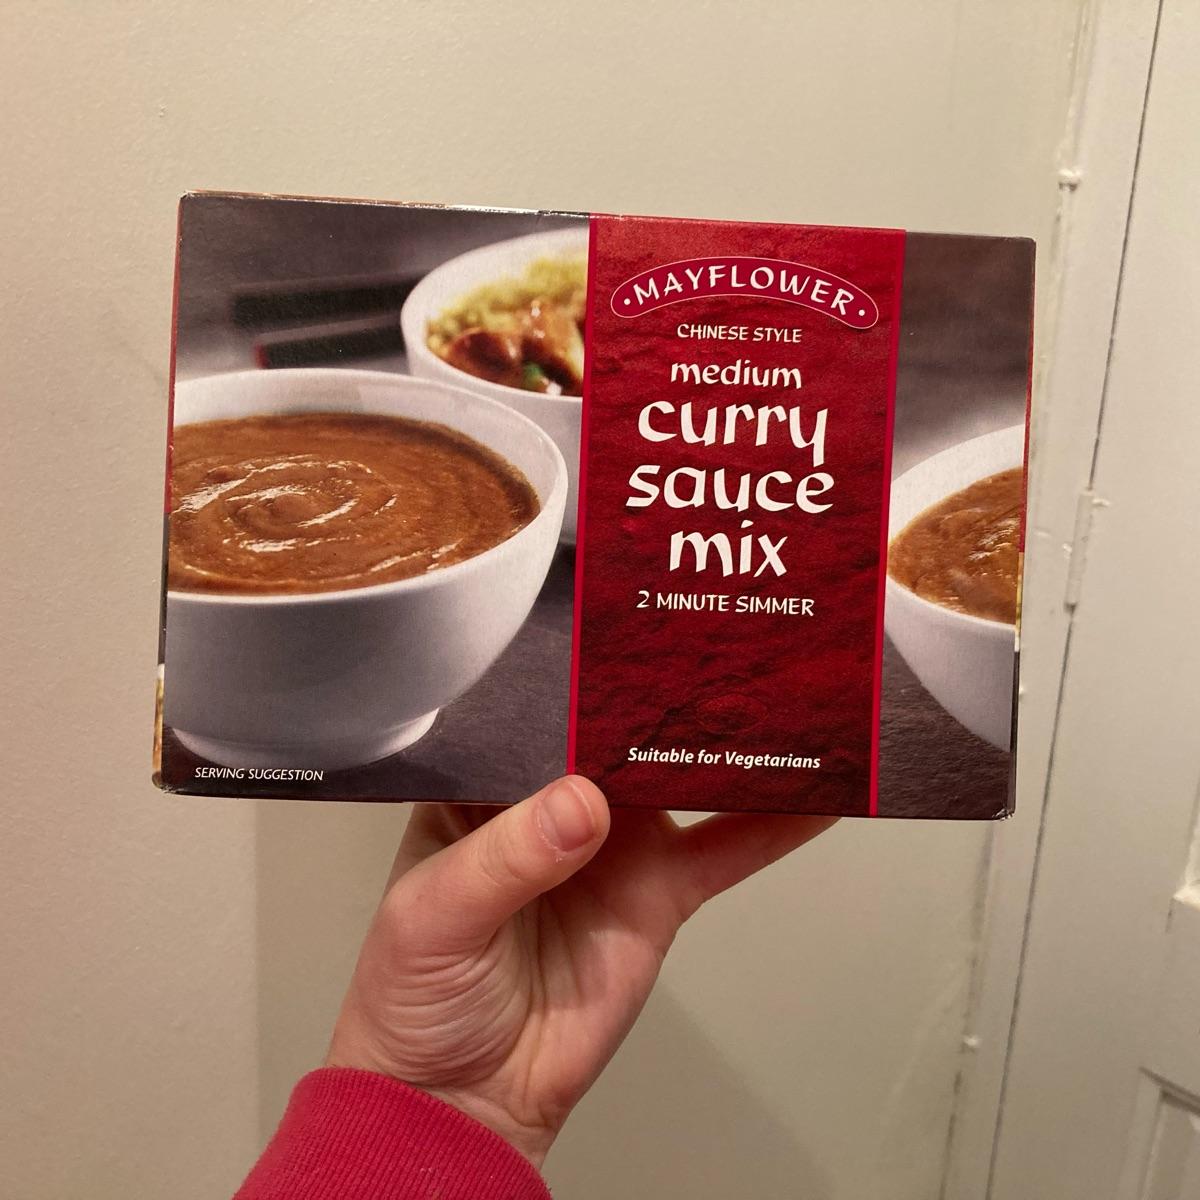 ·MAYFLOWER·
CHINESE STYLE
medium
curry
sauce
mix
2 MINUTE SIMMER
Suitable for Vegetarians
SERVING SUGGESTION